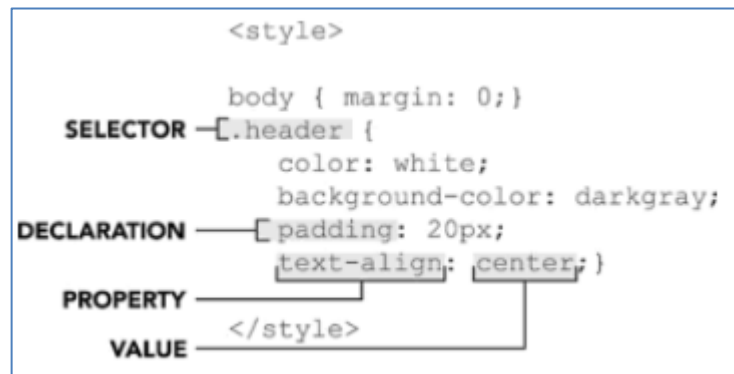 <style>
body { margin: 0;}
SELECTOR .header {
color: white;
background-color: darkgray;
DECLARATION padding: 20px;
text-align: center;}
PROPERTY
</style>
VALUE